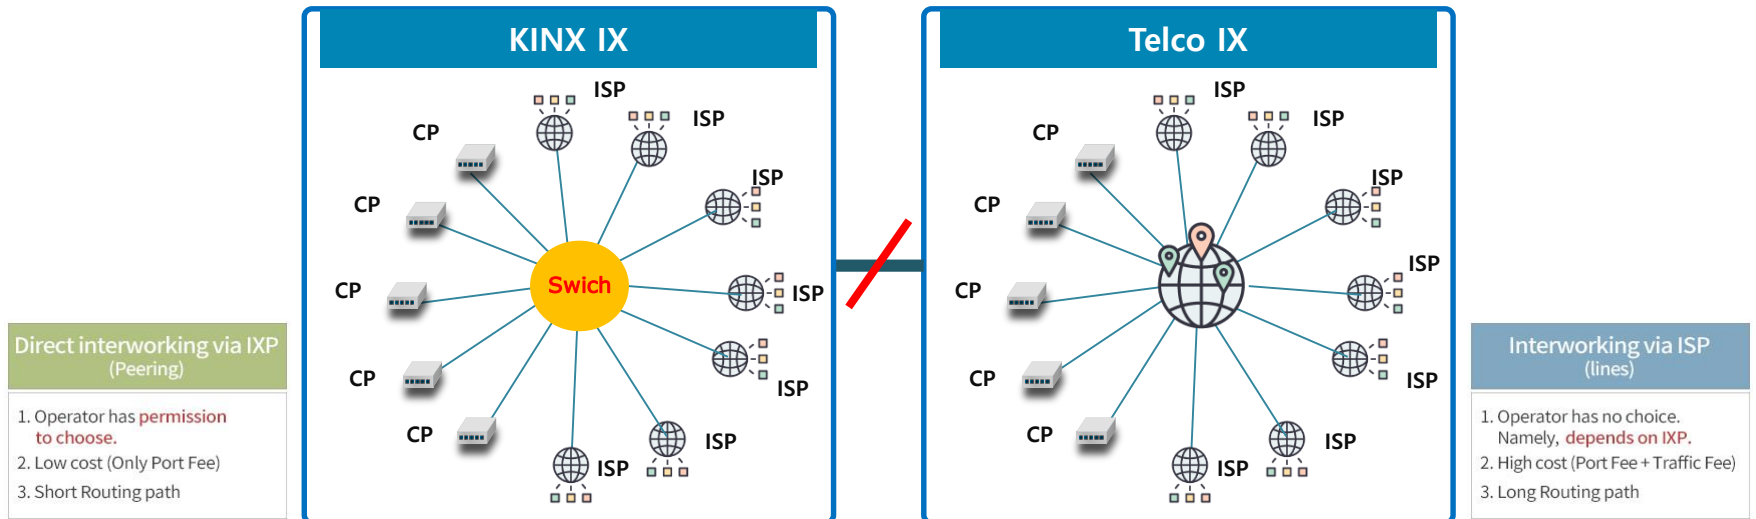 KINX IX
Telco IX
ISP
ISP
ISP
ISP
ISP
ISP
ISP
CP
CP
CP
CP
CP
Swich
ISP
ISP
ISP
ISP
ISP
ISP
ISP
CP
CP
CP
CP
CP
Direct interworking via IXP
(Peering)
1. Operator has permission
to choose.
2. Low cost (Only Port Fee)
3. Short Routing path
Interworking via ISP
(lines)
1. Operator has no choice.
Namely, depends on IXP.
2. High cost (Port Fee + Traffic Fee)
3. Long Routing path